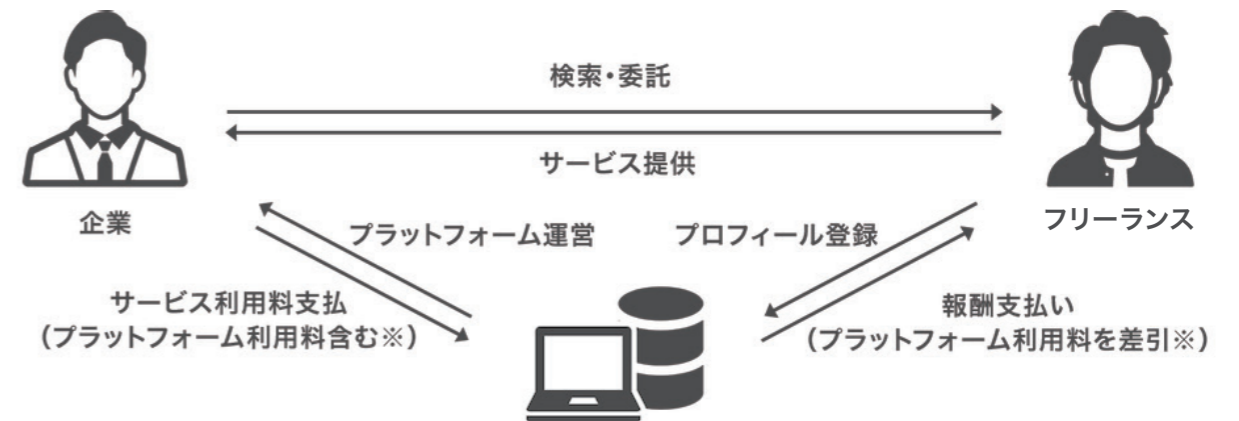 検索・委託
サービス提供
企業
フリーランス
プラットフォーム運営
プロフィール登録
サービス利用料支払
（プラットフォーム利用料含む※）
報酬支払い
（プラットフォーム利用料を差引※）